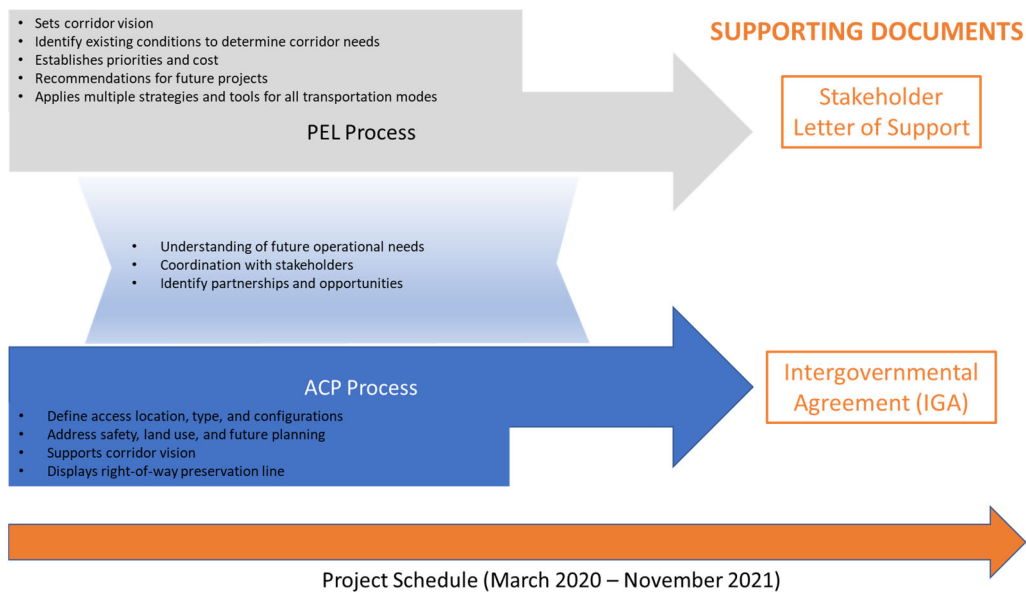 • Sets corridor vision
• Identify existing conditions to determine corridor needs
• Establishes priorities and cost
• Recommendations for future projects
• Applies multiple strategies and tools for all transportation modes
PEL Process
SUPPORTING DOCUMENTS
Stakeholder
Letter of Support
• Understanding of future operational needs
• Coordination with stakeholders
• Identify partnerships and opportunities
ACP Process
• Define access location, type, and configurations
• Address safety, land use, and future planning
• Supports corridor vision
• Displays right-of-way preservation line
Intergovernmental
Agreement (IGA)
Project Schedule (March 2020 – November 2021)